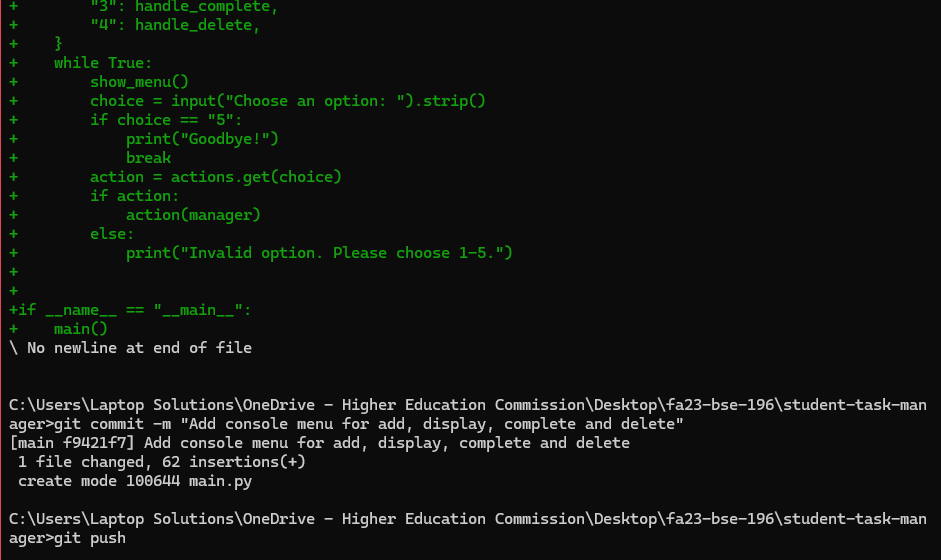 +        "3": handle_complete,
+        "4": handle_delete,
+    }
+    while True:
+        show_menu()
+        choice = input("Choose an option: ").strip()
+        if choice == "5":
+            print("Goodbye!")
+            break
+        action = actions.get(choice)
+        if action:
+            action(manager)
+        else:
+            print("Invalid option. Please choose 1-5.")
+
+
+if __name__ == "__main__":
+    main()
\ No newline at end of file
C:\Users\Laptop Solutions\OneDrive - Higher Education Commission\Desktop\fa23-bse-196\student-task-man
ager>git commit -m "Add console menu for add, display, complete and delete"
[main f9421f7] Add console menu for add, display, complete and delete
 1 file changed, 62 insertions(+)
 create mode 100644 main.py
C:\Users\Laptop Solutions\OneDrive - Higher Education Commission\Desktop\fa23-bse-196\student-task-man
ager>git push